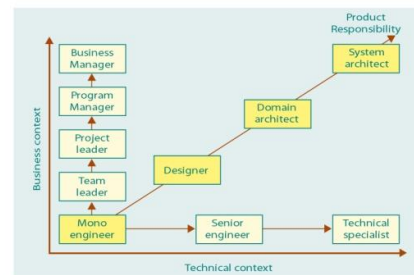 Product
Responsibility
Business
Manager
System
architect
Program
Manager
Domain
architect
Project
leader
Designer
Team
leader
Mono
engineer
Senior
engineer
Technical
specialist
Business context
Technical context